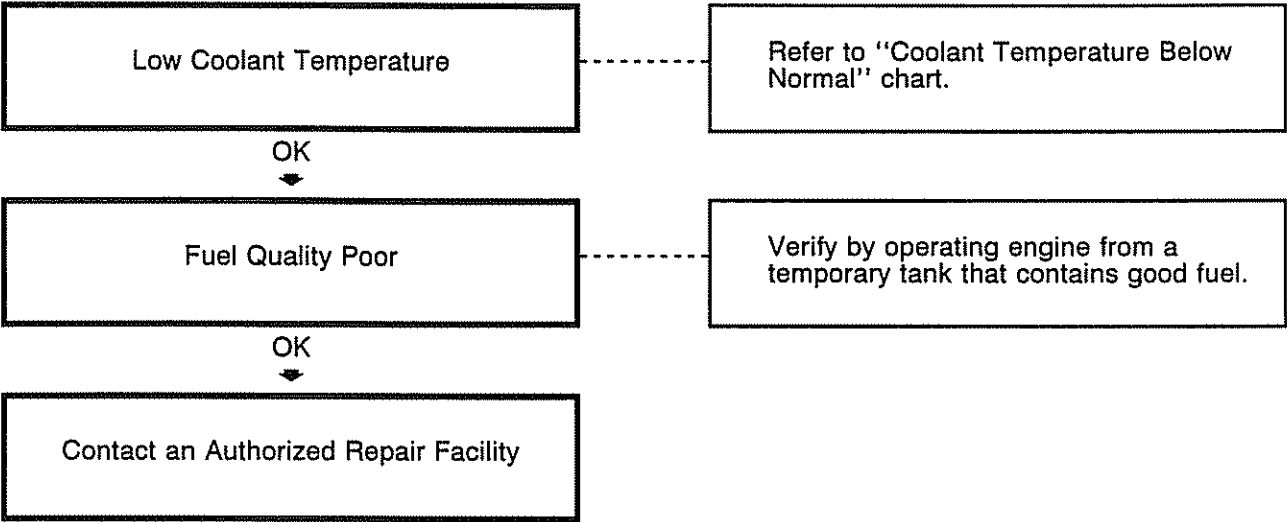 Low Coolant Temperature
Refer to ‘‘Coolant Temperature Below
Normal’’ chart.
OK
Fuel Quality Poor
Verify by operating engine from a
temporary tank that contains good fuel.
OK
Contact an Authorized Repair Facility